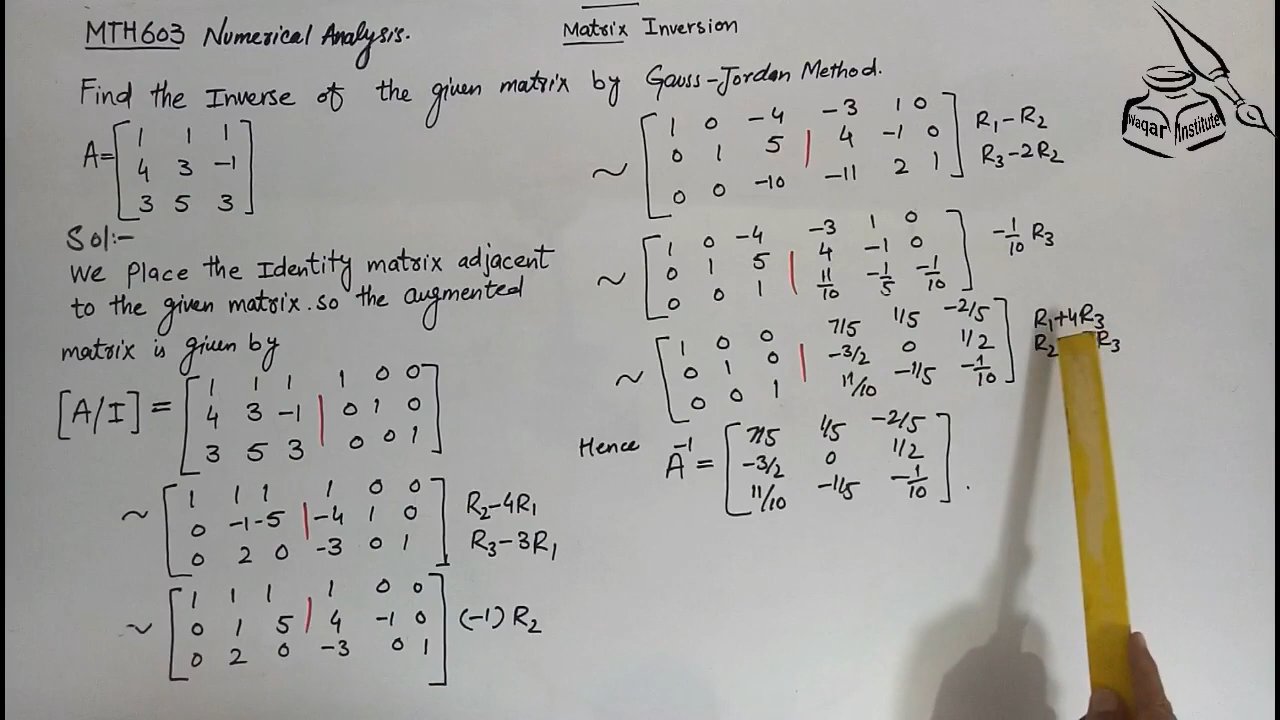 MTH603 Numerical Analysis.
Matrix Inversion
Find the Inverse of the given matrix by Gauss-Jordan Method.
A= [ 1 1 1
4 3 -1
3 5 3 ]
Sol:-
We Place the Identity matrix adjacent
to the given matrix. so the augmented
matrix is given by
[A/I] = [ 1 1 1 | 1 0 0
4 3 -1 | 0 1 0
3 5 3 | 0 0 1 ]
~ [ 1 1 1 | 1 0 0
0 -1 -5 | -4 1 0 R2-4R1
0 2 0 | -3 0 1 ] R3-3R1
~ [ 1 1 1 | 1 0 0
0 1 5 | 4 -1 0 (-1)R2
0 2 0 | -3 0 1 ]
~ [ 1 0 -4 | -3 1 0 R1-R2
0 1 5 | 4 -1 0 R3-2R2
0 0 -10 | -11 2 1 ]
~ [ 1 0 -4 | -3 1 0 -1/10 R3
0 1 5 | 4 -1 0
0 0 1 | 11/10 -1/5 -1/10 ]
~ [ 1 0 0 | 7/5 1/5 -2/5 R1+4R3
0 1 0 | -3/2 0 1/2 R2 R3
0 0 1 | 11/10 -1/5 -1/10 ]
Hence A^-1 = [ 7/5 1/5 -2/5
-3/2 0 1/2
11/10 -1/5 -1/10 ].
Waqar Institute